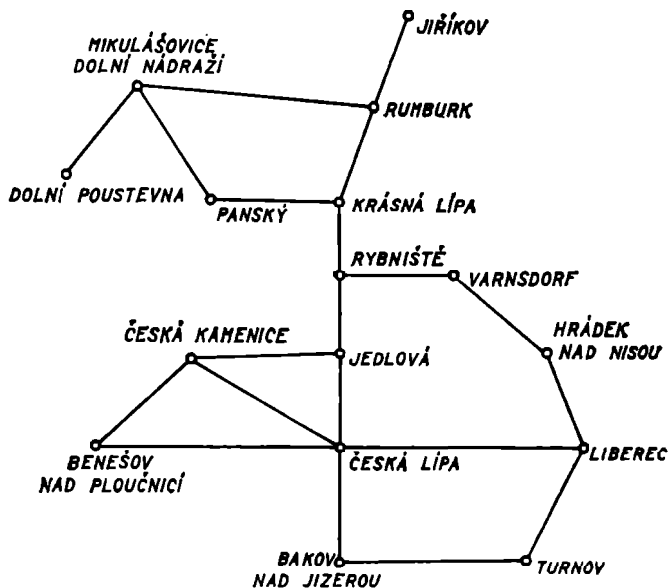 JIŘÍKOV
MIKULÁŠOVICE
DOLNÍ NÁDRAŽÍ
RUMBURK
DOLNÍ POUSTEVNA
PANSKÝ
KRÁSNÁ LÍPA
RYBNIŠTĚ
VARNSDORF
ČESKÁ KAMENICE
JEDLOVÁ
HRÁDEK
NAD NISOU
BENEŠOV
NAD PLOUČNICÍ
ČESKÁ LÍPA
LIBEREC
BAKOV
NAD JIZEROU
TURNOV